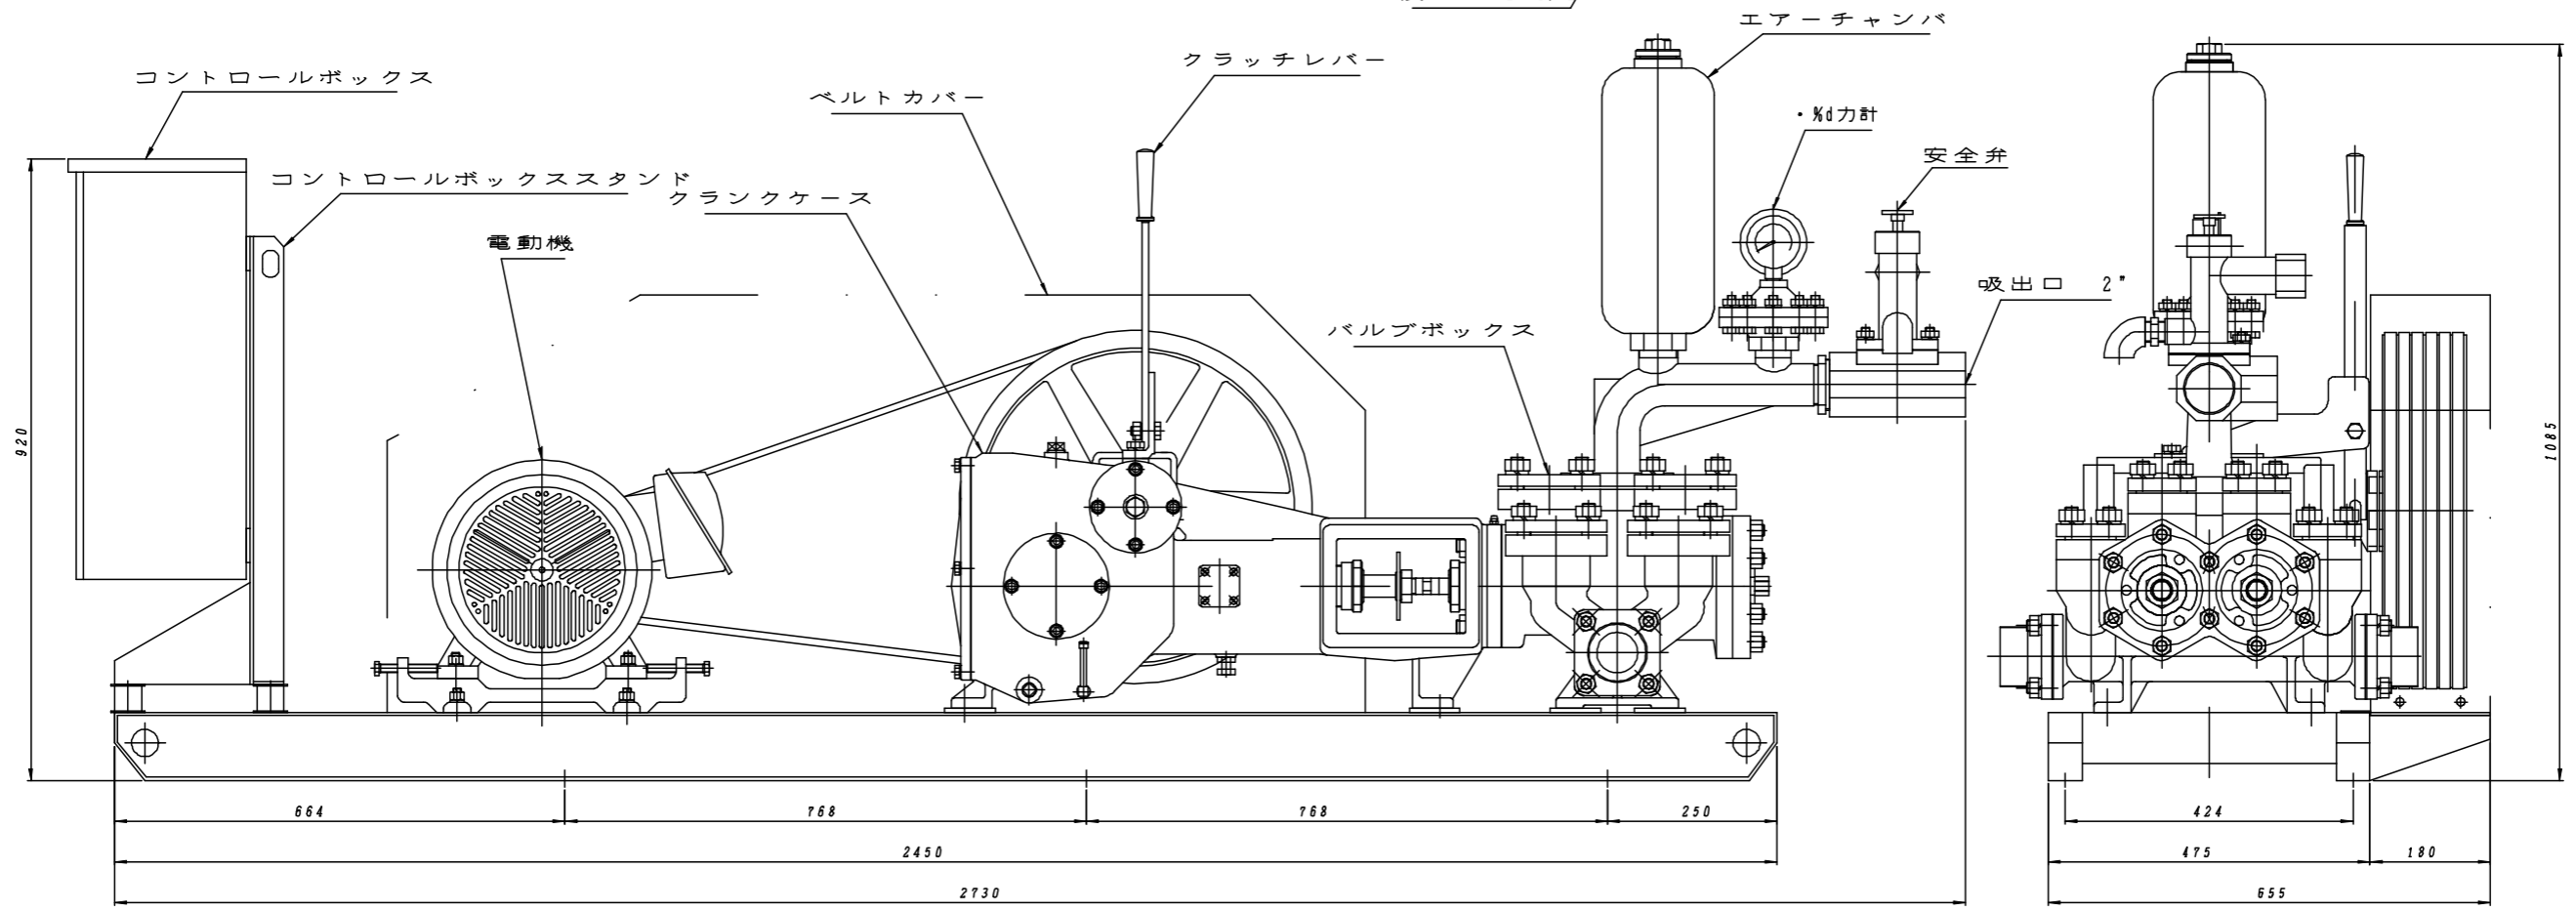 エアーチャンバ
クラッチレバー
コントロールボックス
ベルトカバー
・%d力計
安全弁
コントロールボックススタンド
クランクケース
電動機
吸出口 2"
バルブボックス
920
1085
664 768 768 250
424
2450
475 180
2730
655